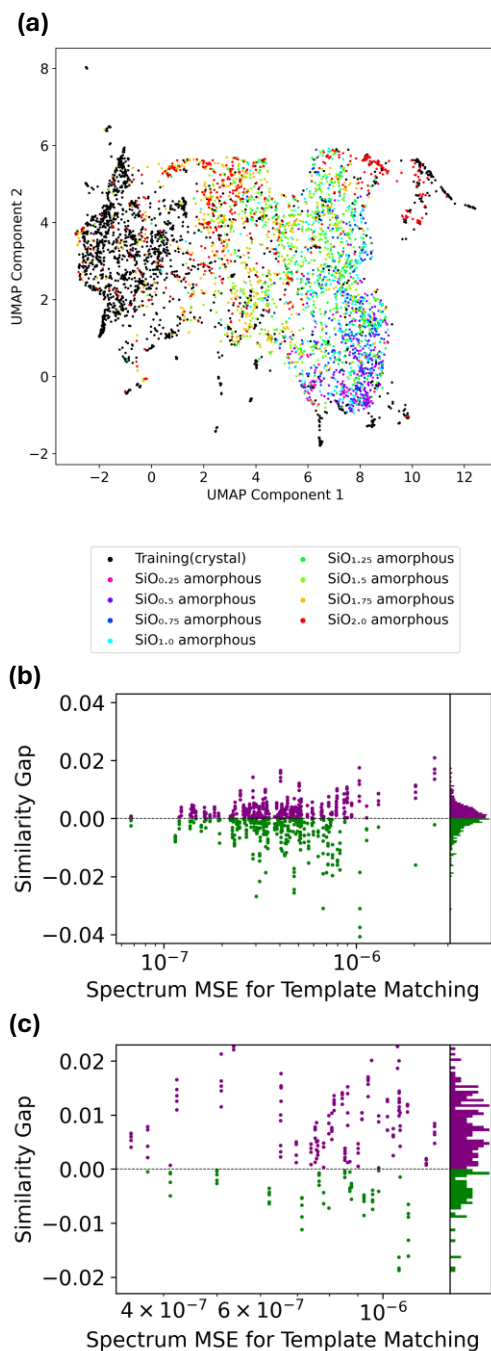 (a)
8
6
4
2
0
−2
UMAP Component 2
−2 0 2 4 6 8 10 12
UMAP Component 1
Training(crystal)
SiO₀.₂₅ amorphous
SiO₀.₅ amorphous
SiO₀.₇₅ amorphous
SiO₁.₀ amorphous
SiO₁.₂₅ amorphous
SiO₁.₅ amorphous
SiO₁.₇₅ amorphous
SiO₂.₀ amorphous
(b)
0.04
0.02
0.00
−0.02
−0.04
Similarity Gap
10⁻⁷ 10⁻⁶
Spectrum MSE for Template Matching
(c)
0.02
0.01
0.00
−0.01
−0.02
Similarity Gap
4 × 10⁻⁷ 6 × 10⁻⁷ 10⁻⁶
Spectrum MSE for Template Matching